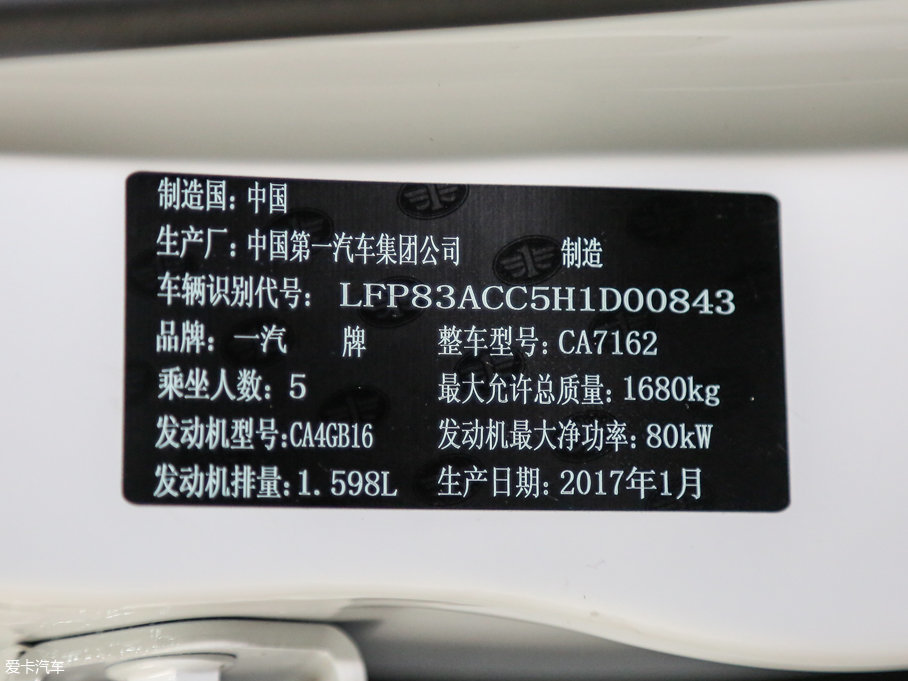 制造国：中国
生产厂：中国第一汽车集团公司 制造
车辆识别代号： LFP83ACC5H1D00843
品牌：一汽 牌 整车型号：CA7162
乘坐人数：5 最大允许总质量：1680kg
发动机型号：CA4GB16 发动机最大净功率：80kW
发动机排量：1.598L 生产日期：2017年1月
爱卡汽车